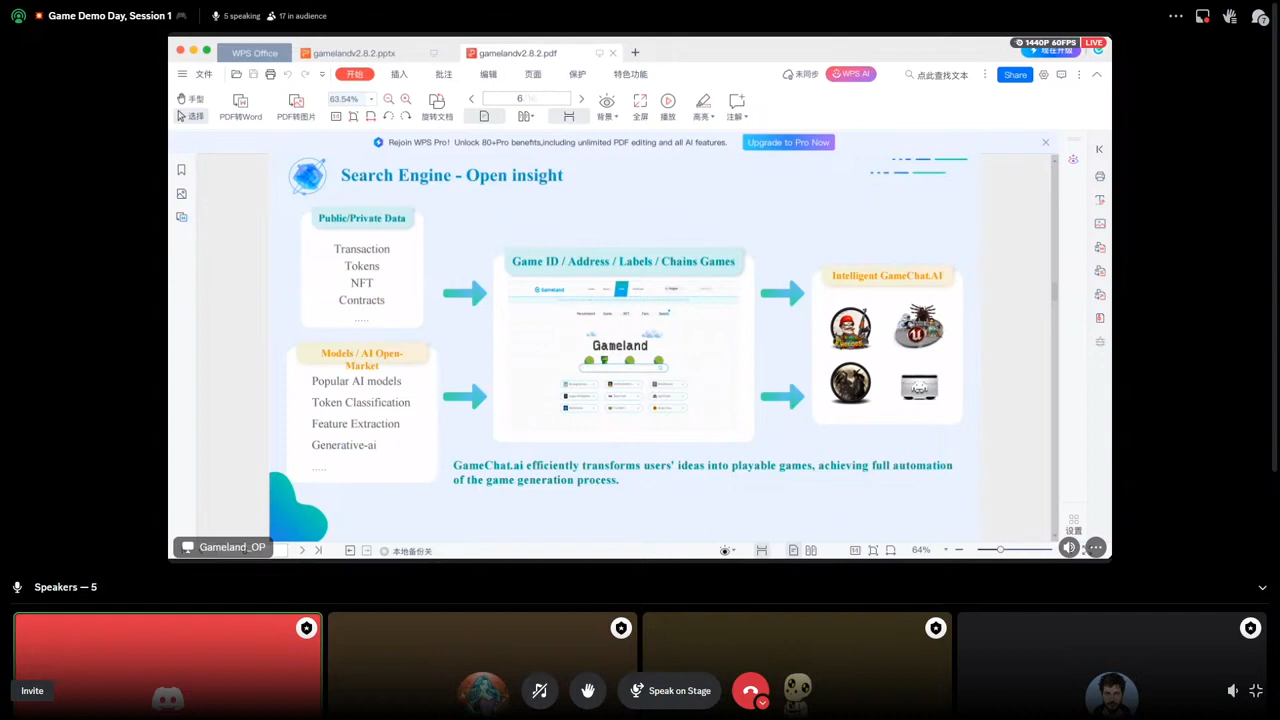 Game Demo Day, Session 1
5 speaking
17 in audience
7
1440P 60FPS
LIVE
WPS Office
gamelandv2.8.2.pptx
gamelandv2.8.2.pdf
文件
开始
插入
批注
编辑
页面
保护
特色功能
未同步
WPS AI
点此查找文本
Share
手型
选择
PDF转Word
PDF转图片
63.54%
旋转文档
6/16
背景
全屏
播放
高亮
注解
Rejoin WPS Pro! Unlock 80+Pro benefits,including unlimited PDF editing and all AI features.
Upgrade to Pro Now
Search Engine - Open insight
Public/Private Data
Transaction
Tokens
NFT
Contracts
.....
Models / AI Open-
Market
Popular AI models
Token Classification
Feature Extraction
Generative-ai
.....
Game ID / Address / Labels / Chains Games
Gameland
Gameland
Intelligent GameChat.AI
GameChat.ai efficiently transforms users' ideas into playable games, achieving full automation
of the game generation process.
设置
Gameland_OP
本地备份关
64%
Speakers — 5
Invite
Speak on Stage